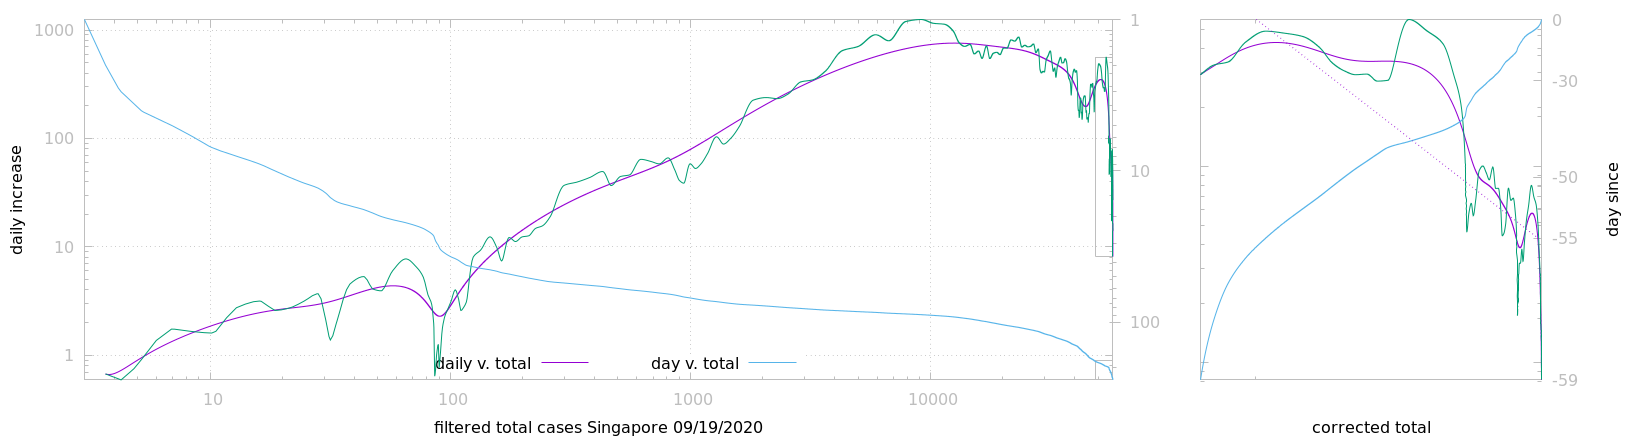 1000
100
10
1
daily increase
10
100
1000
10000
filtered total cases Singapore 09/19/2020
daily v. total
day v. total
1
10
100
0
-30
-50
-55
-59
day since
corrected total